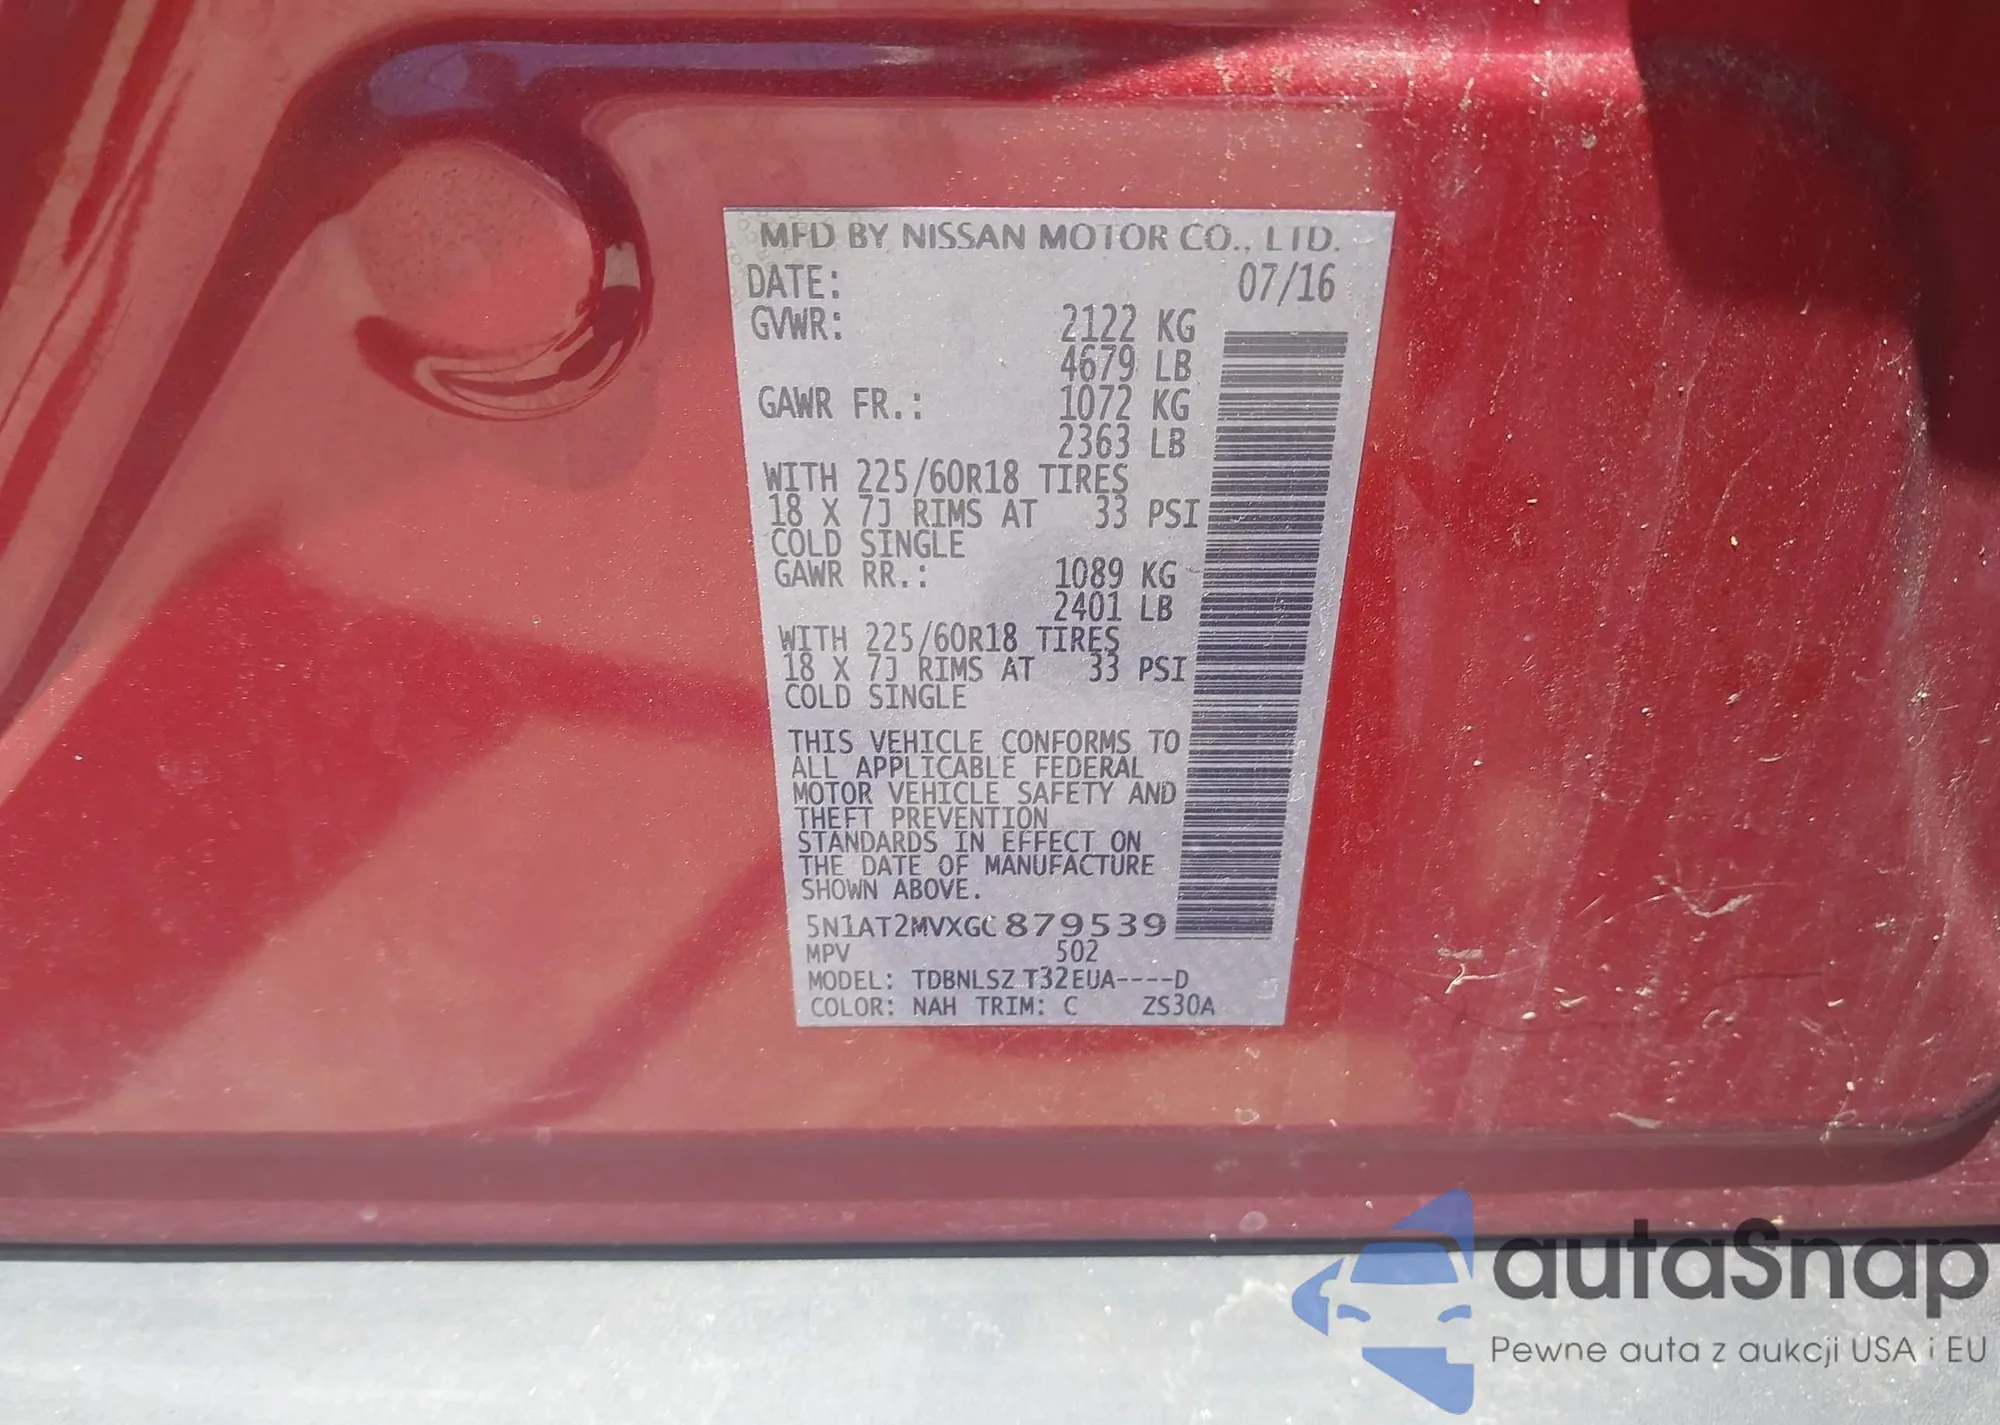 MFD BY NISSAN MOTOR CO., LTD.
DATE: 07/16
GVWR: 2122 KG
4679 LB
GAWR FR.: 1072 KG
2363 LB
WITH 225/60R18 TIRES
18 X 7J RIMS AT 33 PSI
COLD SINGLE
GAWR RR.: 1089 KG
2401 LB
WITH 225/60R18 TIRES
18 X 7J RIMS AT 33 PSI
COLD SINGLE
THIS VEHICLE CONFORMS TO
ALL APPLICABLE FEDERAL
MOTOR VEHICLE SAFETY AND
THEFT PREVENTION
STANDARDS IN EFFECT ON
THE DATE OF MANUFACTURE
SHOWN ABOVE.
5N1AT2MVXGC879539
MPV 502
MODEL: TDBNLSZ T32EUA----D
COLOR: NAH TRIM: C ZS30A
autaSnap
Pewne auta z aukcji USA i EU